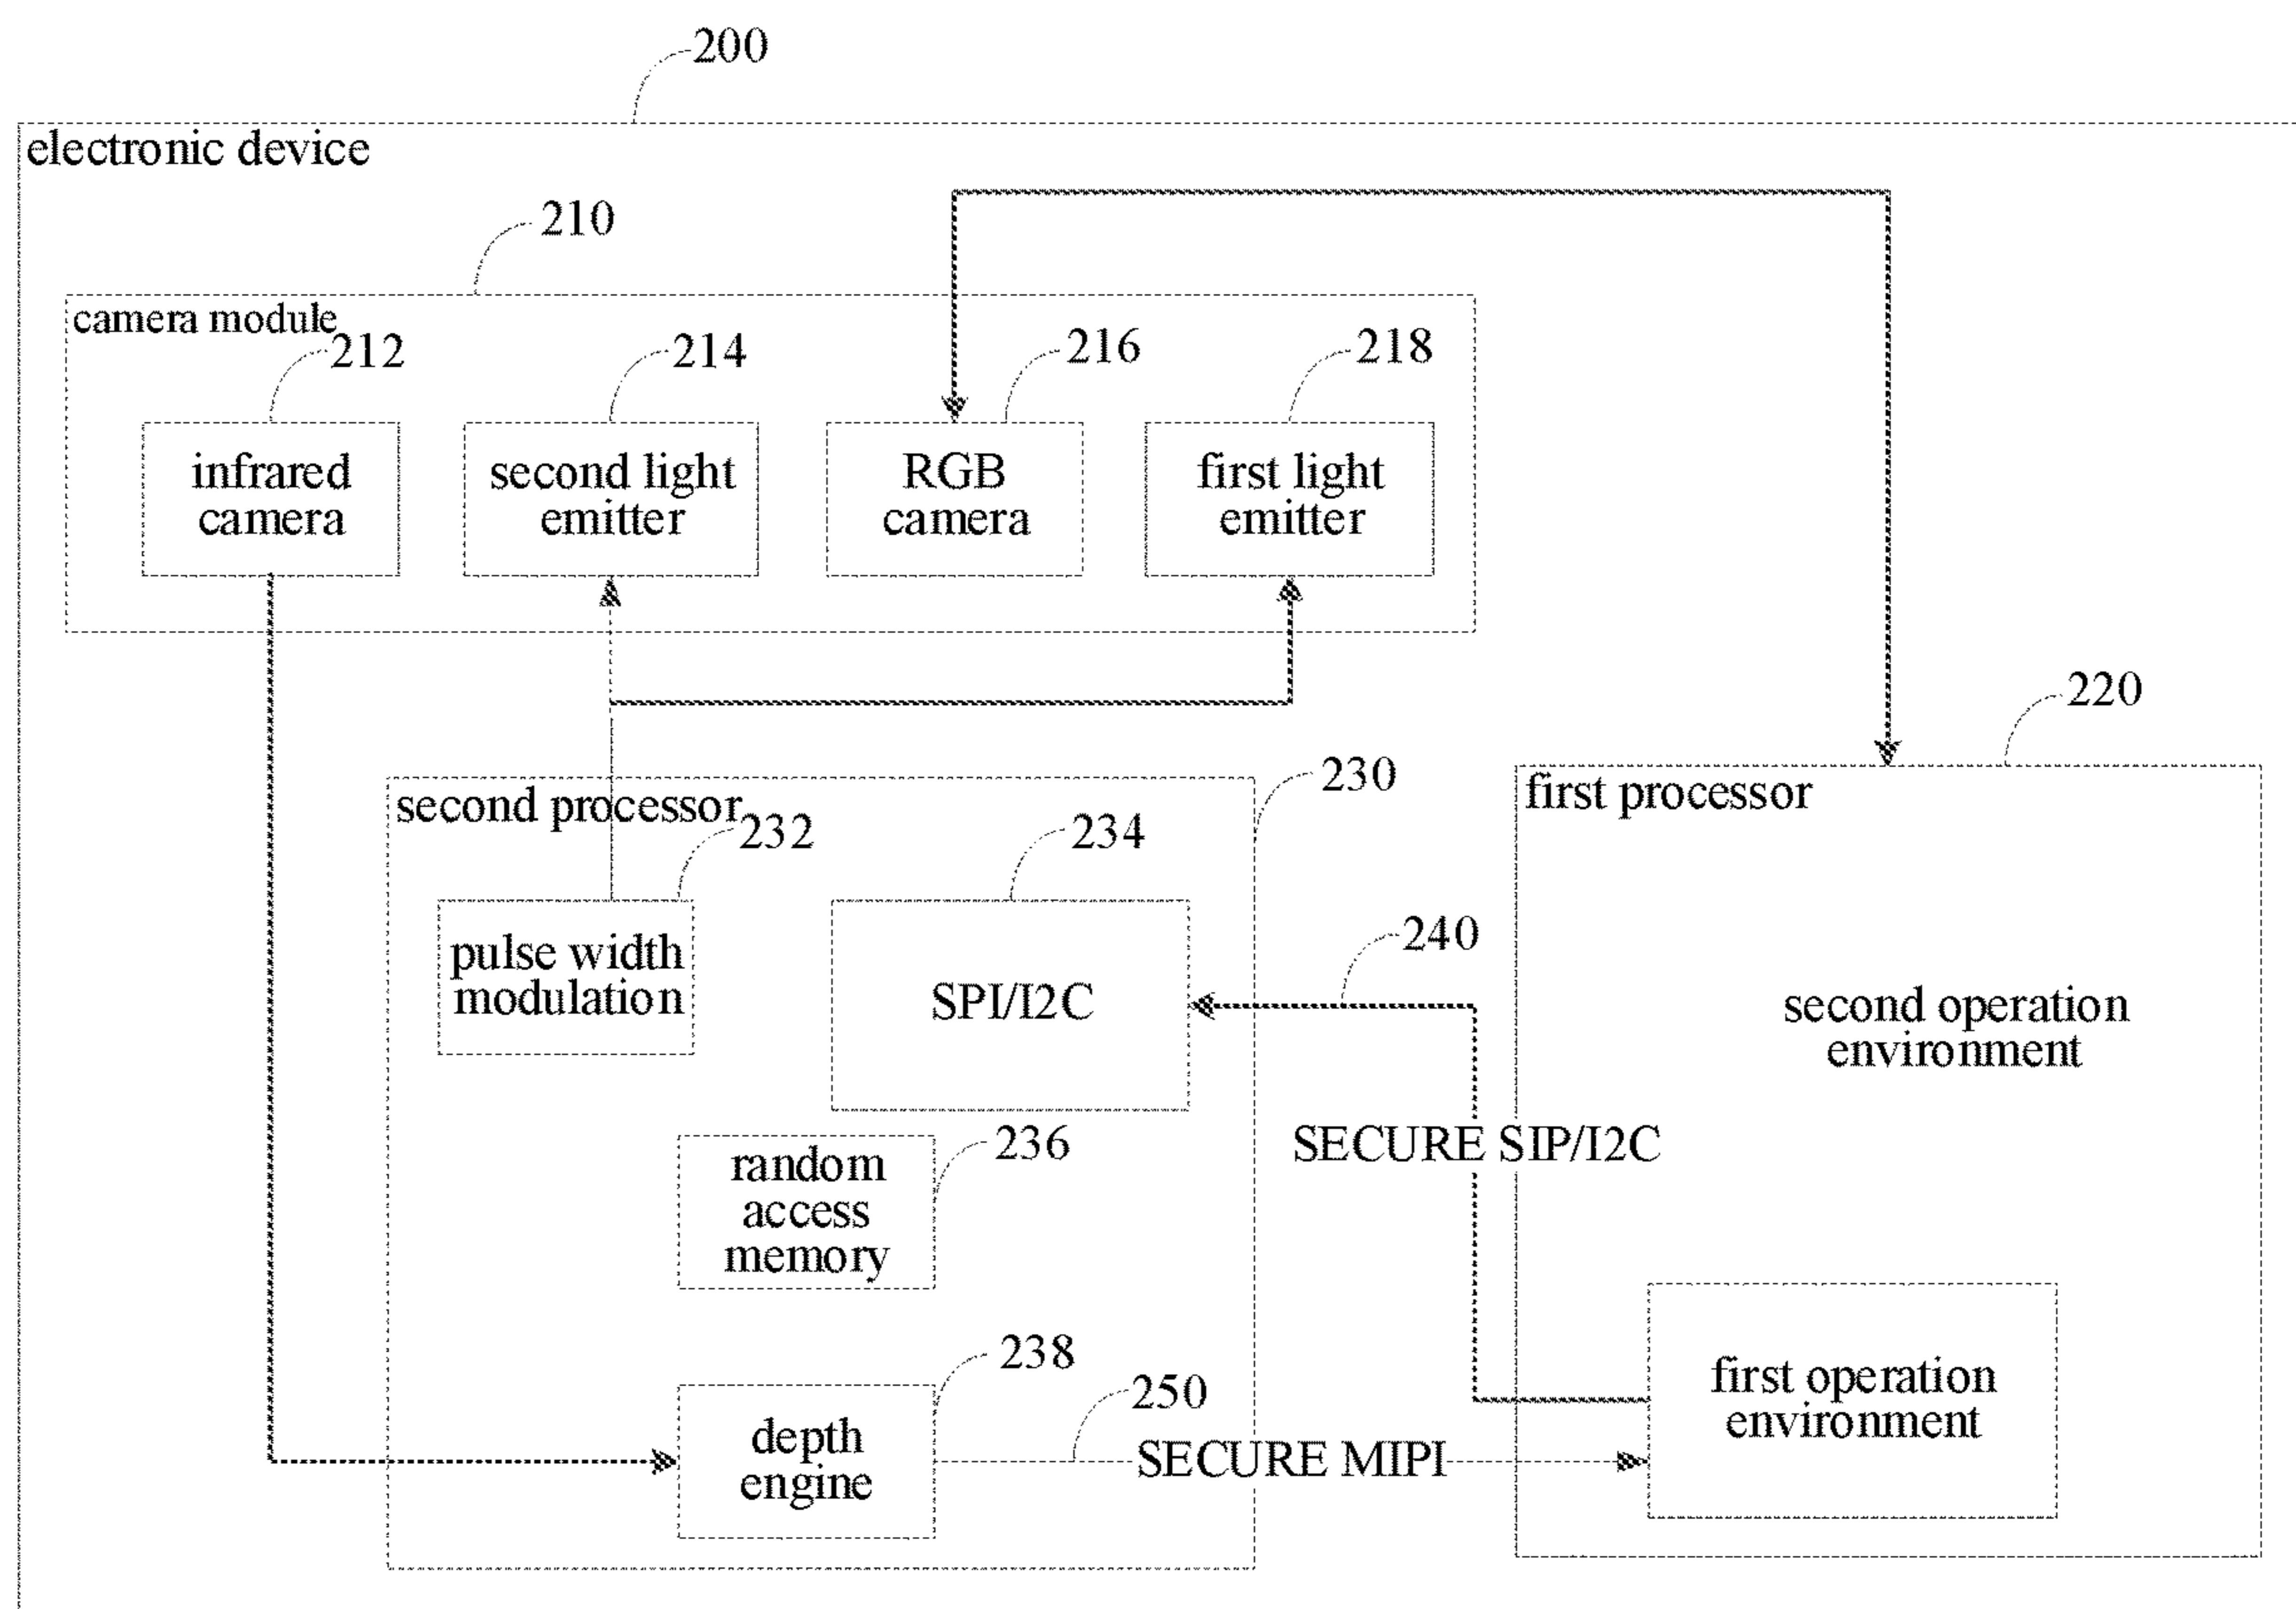 200
electronic device
210
camera module
212
214
216
218
infrared
camera
second light
emitter
RGB
camera
first light
emitter
220
230
second processor
first processor
232
234
pulse width
modulation
SPI/I2C
240
second operation
environment
SECURE SIP/I2C
236
random
access
memory
238
250
depth
engine
SECURE MIPI
first operation
environment